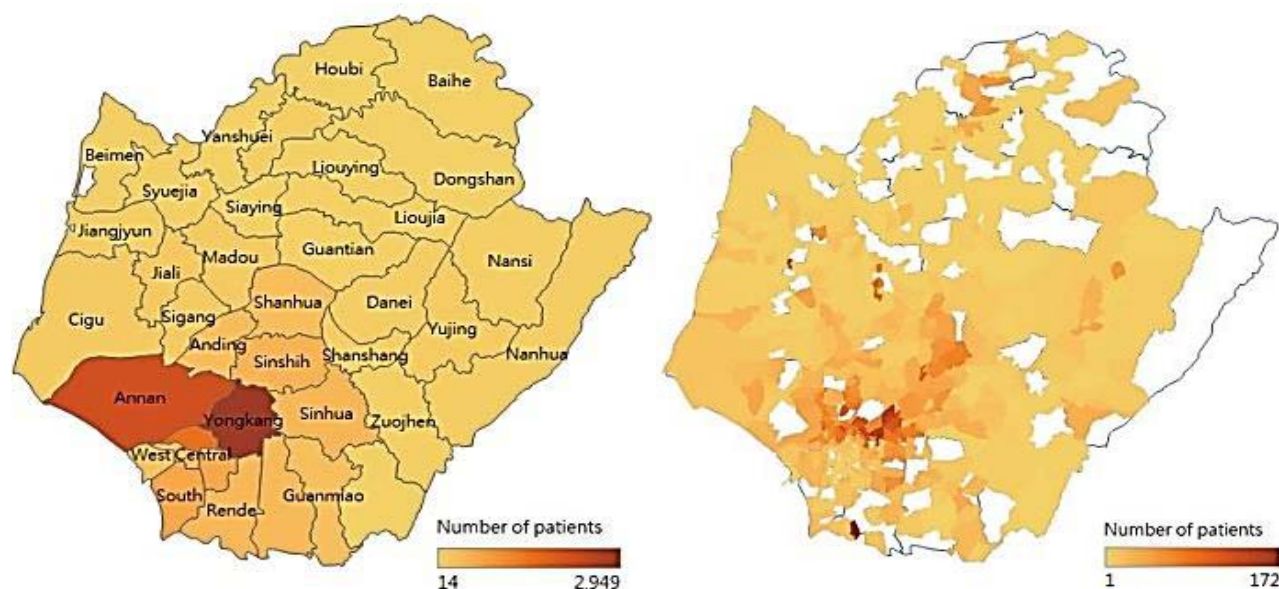 Houbi
Baihe
Yanshuei
Beimen
Liouying
Dongshan
Syuejia
Siaying
Lioujia
Jiangjyun
Guantian
Madou
Nansi
Jiali
Shanhua
Danei
Cigu
Sigang
Yujing
Anding
Sinshih
Shanshang
Nanhua
Annan
Yongkang
Sinhua
Zuojhen
West Central
South
Guanmiao
Rende
Number of patients
14 2.949
Number of patients
1 172